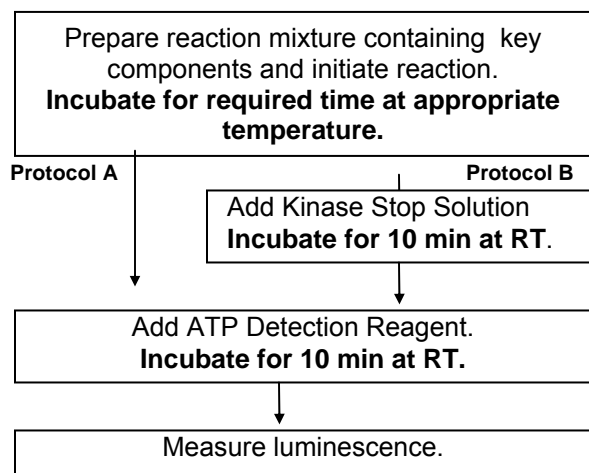 Prepare reaction mixture containing key
components and initiate reaction.
Incubate for required time at appropriate
temperature.
Protocol A
Protocol B
Add Kinase Stop Solution
Incubate for 10 min at RT.
Add ATP Detection Reagent.
Incubate for 10 min at RT.
Measure luminescence.